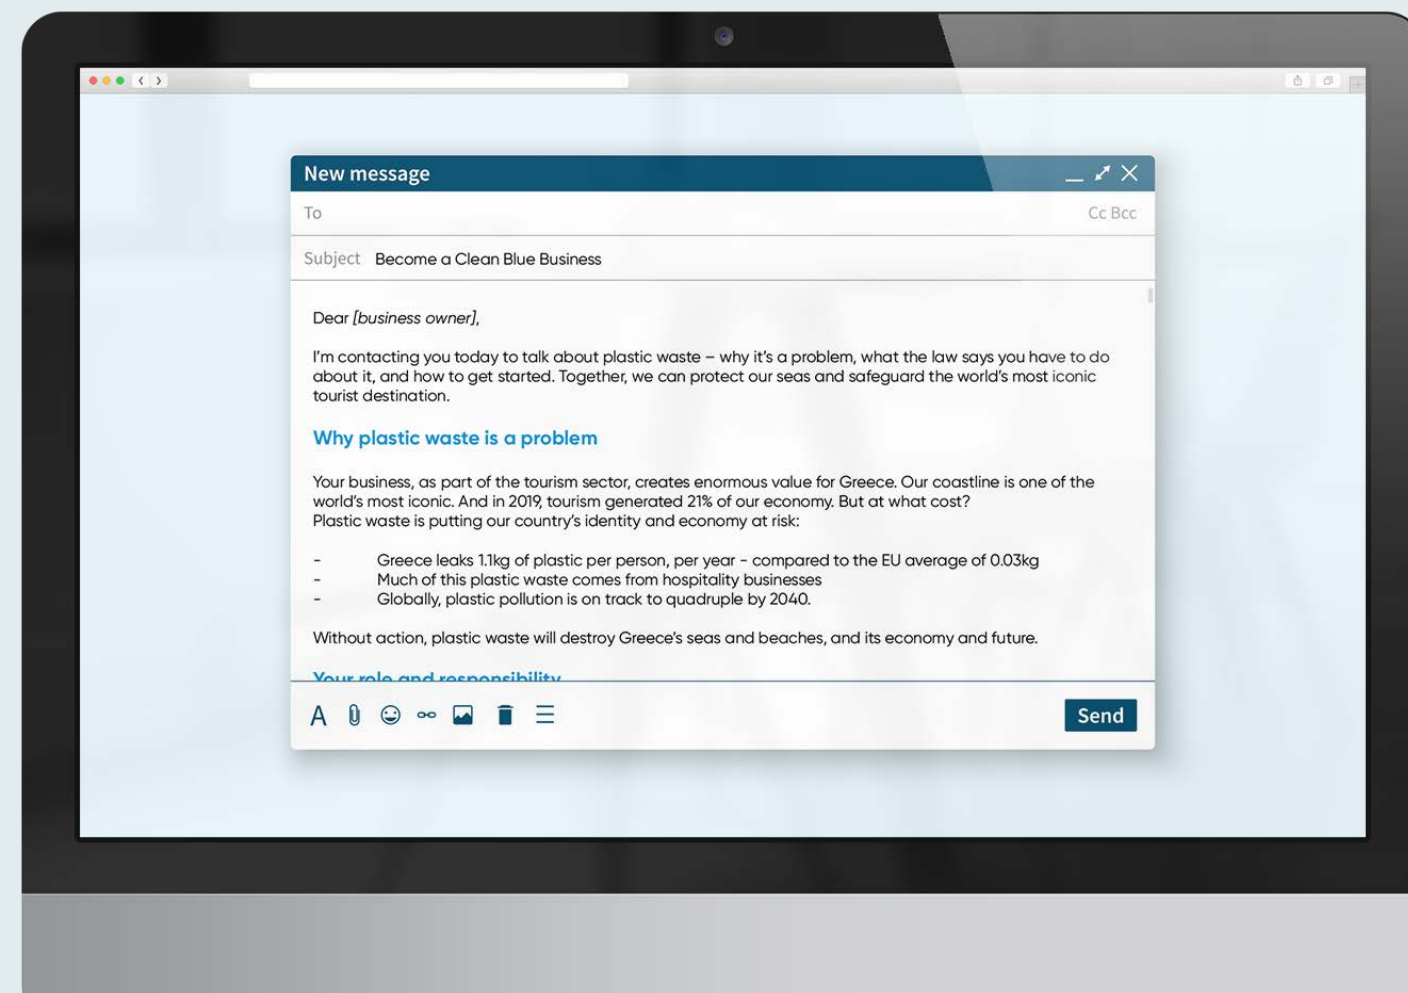 New message
To
Cc Bcc
Subject Become a Clean Blue Business
Dear [business owner],
I'm contacting you today to talk about plastic waste – why it's a problem, what the law says you have to do
about it, and how to get started. Together, we can protect our seas and safeguard the world's most iconic
tourist destination.
Why plastic waste is a problem
Your business, as part of the tourism sector, creates enormous value for Greece. Our coastline is one of the
world's most iconic. And in 2019, tourism generated 21% of our economy. But at what cost?
Plastic waste is putting our country's identity and economy at risk:
- Greece leaks 1.1kg of plastic per person, per year - compared to the EU average of 0.03kg
- Much of this plastic waste comes from hospitality businesses
- Globally, plastic pollution is on track to quadruple by 2040.
Without action, plastic waste will destroy Greece's seas and beaches, and its economy and future.
Your role and responsibility
A
Send